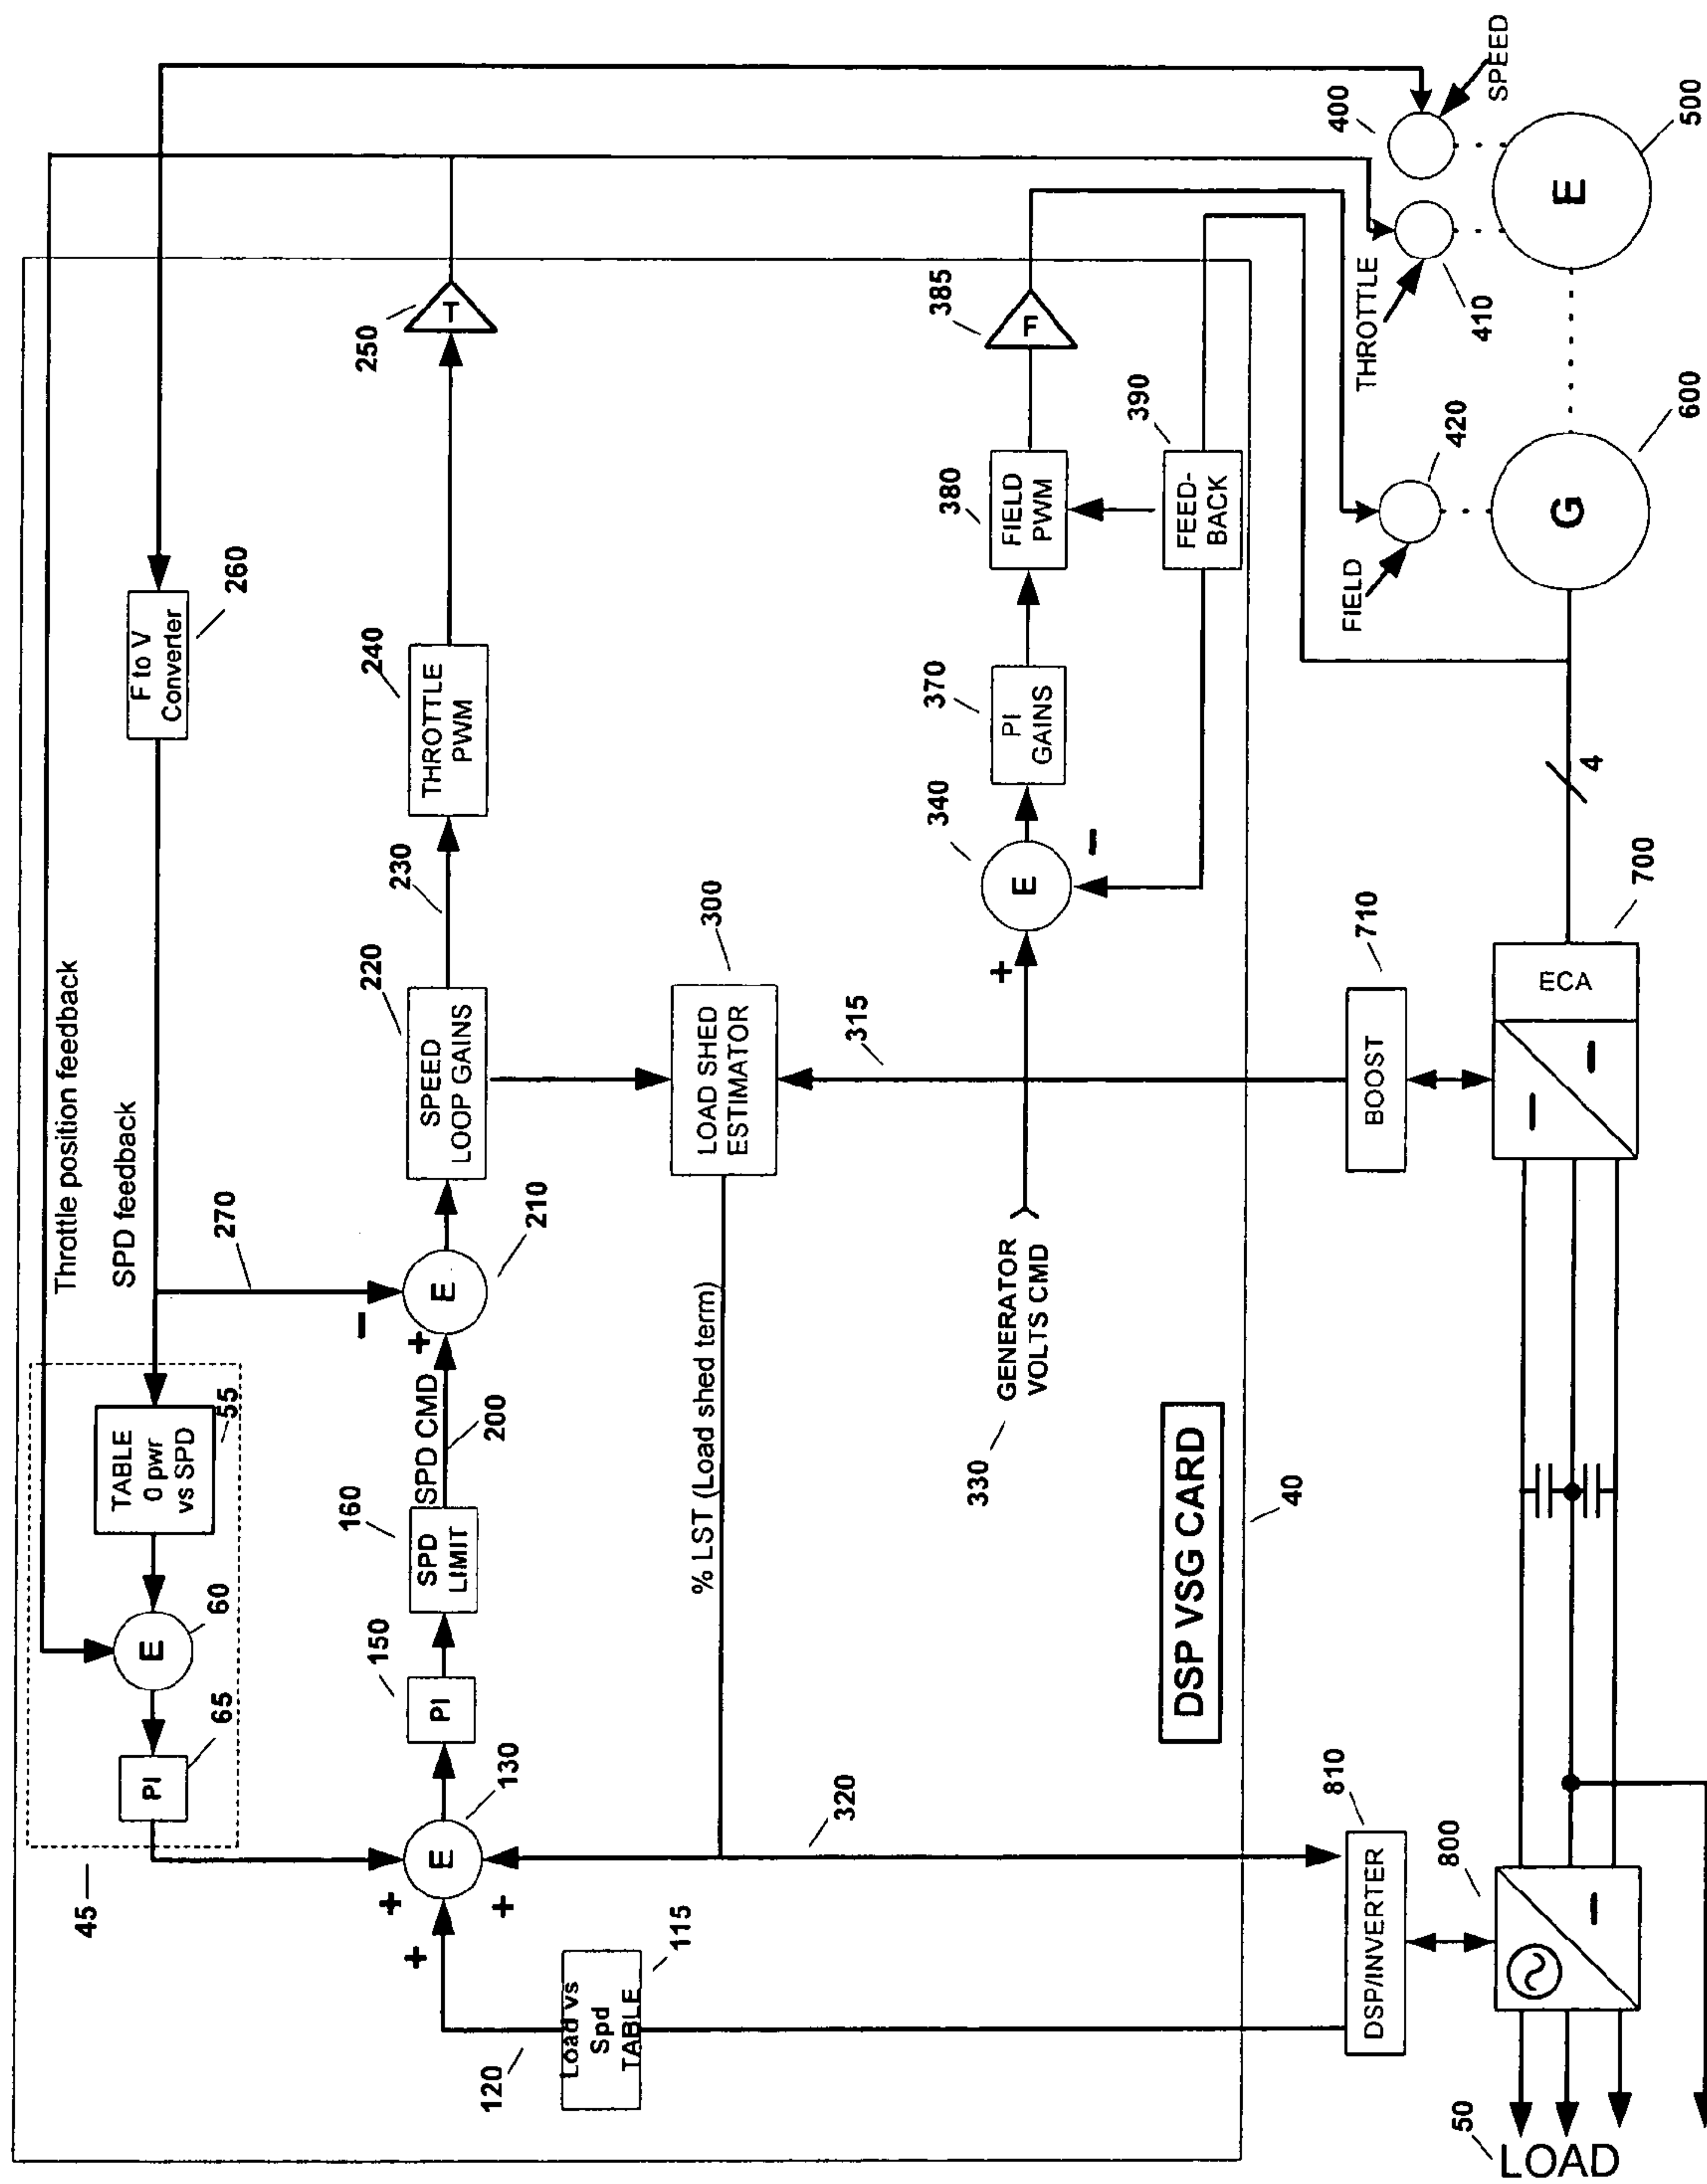 Throttle position feedback
SPD feedback
45
PI
65
E
60
TABLE
0 pwr
vs SPD
55
270
F to V
Converter
260
120
Load vs
Spd
TABLE
115
+
+
+
E
130
PI
150
SPD
LIMIT
160
SPD CMD
200
+
−
E
210
SPEED
LOOP GAINS
220
230
THROTTLE
PWM
240
T
250
% LST (Load shed term)
320
LOAD SHED
ESTIMATOR
300
315
330
GENERATOR
VOLTS CMD
+
−
E
340
PI
GAINS
370
FIELD
PWM
380
F
385
FEED-
BACK
390
DSP VSG CARD
40
DSP/INVERTER
810
BOOST
710
FIELD
420
THROTTLE
410
400
SPEED
50
LOAD
800
ECA
700
4
G
600
E
500